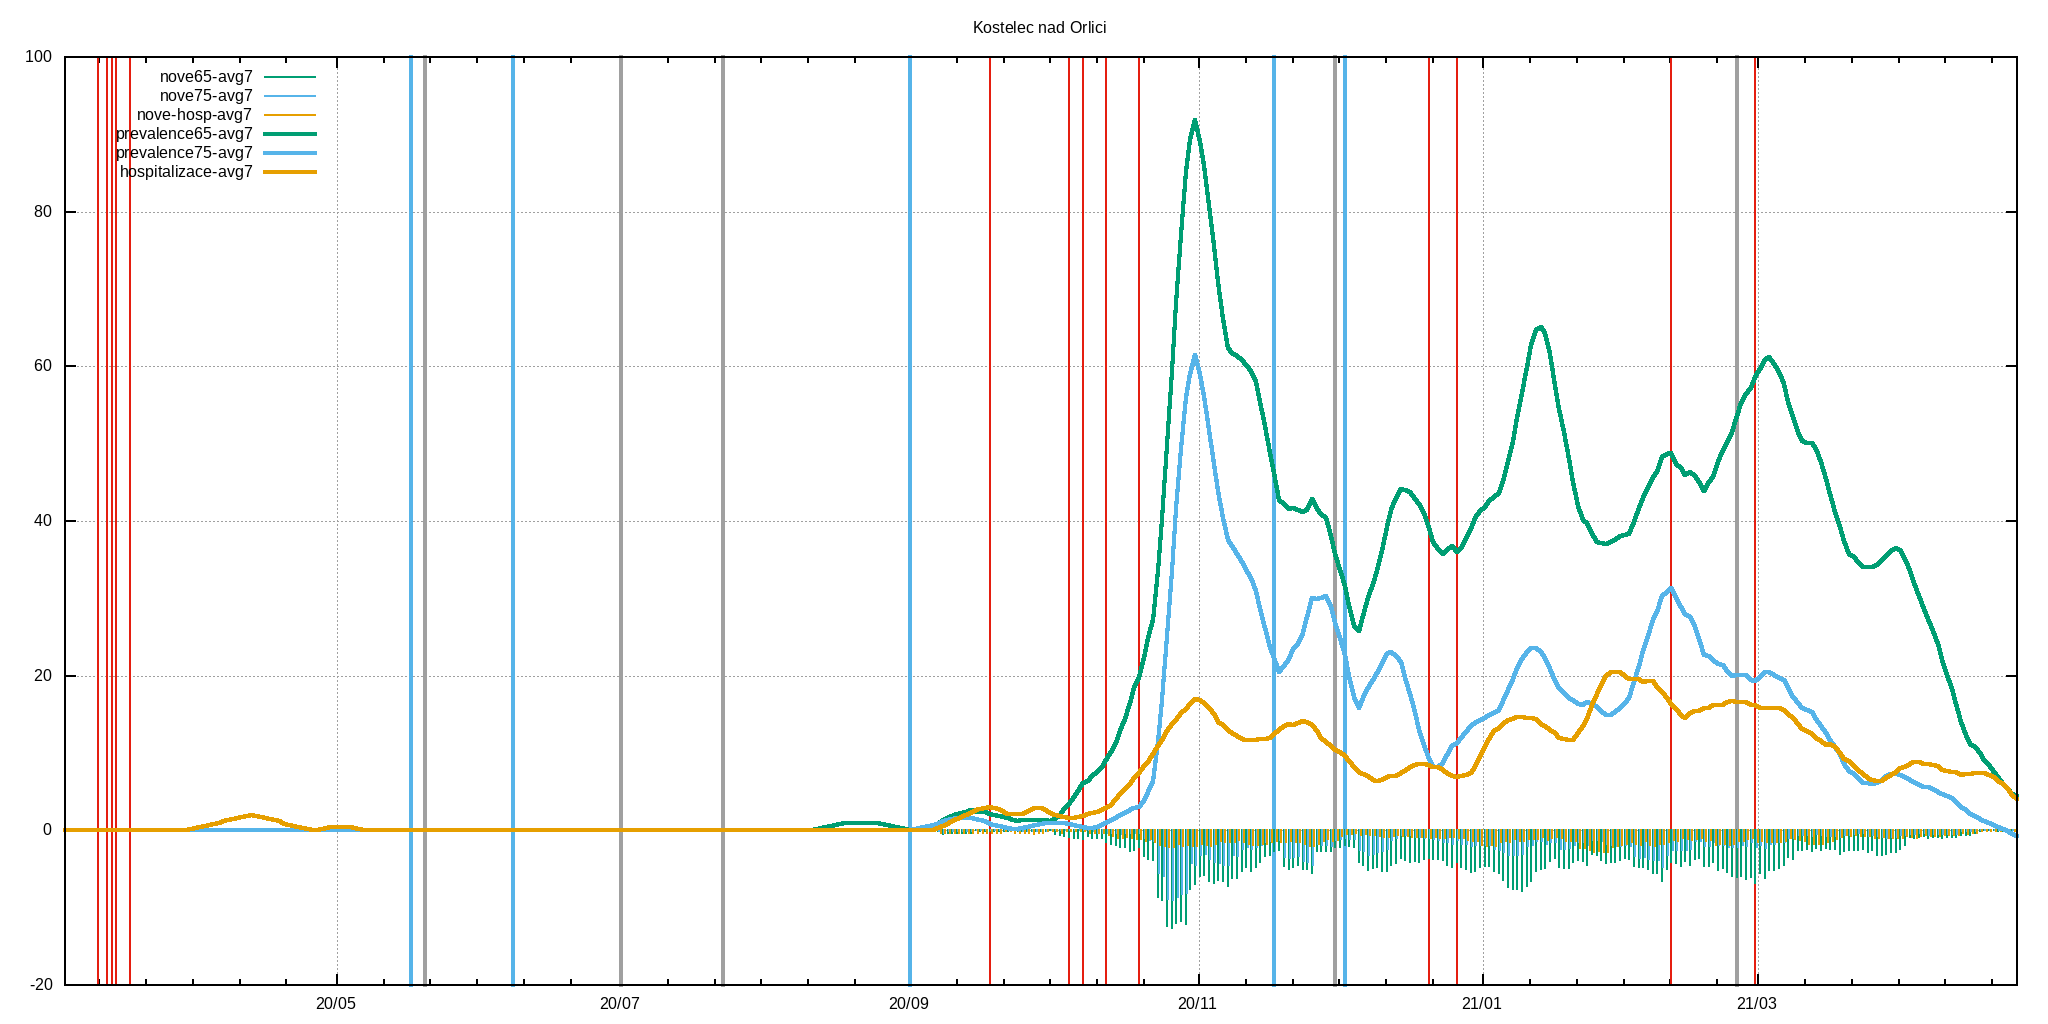 Kostelec nad Orlici
100
80
60
40
20
0
-20
nove65-avg7
nove75-avg7
nove-hosp-avg7
prevalence65-avg7
prevalence75-avg7
hospitalizace-avg7
20/05 20/07 20/09 20/11 21/01 21/03